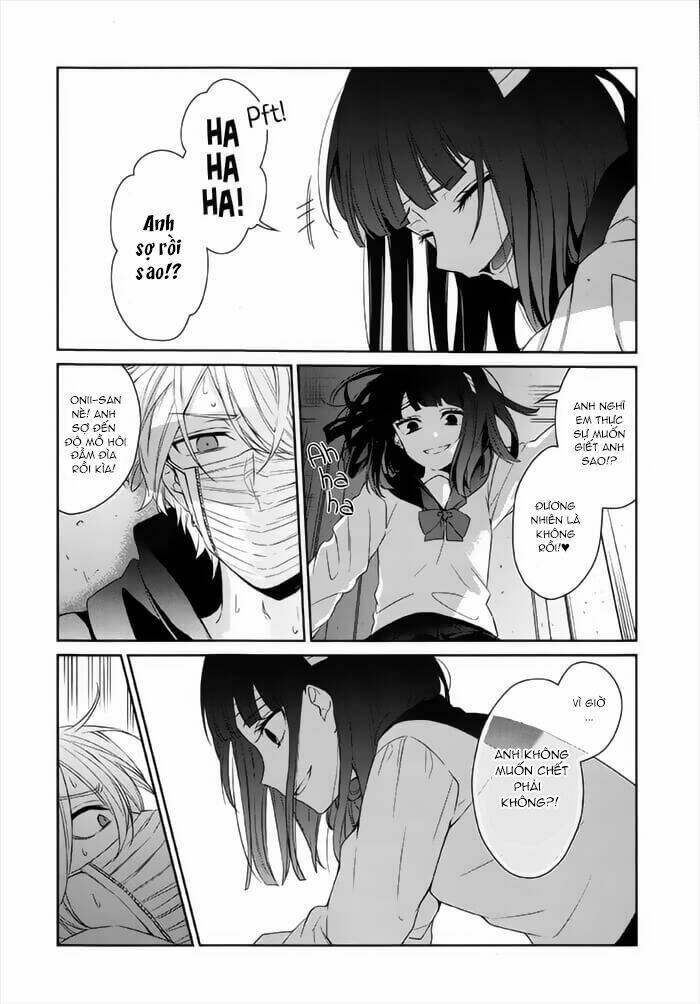 Pft!
HA
HA
HA!
Anh
sợ rồi
sao!?
ANH NGHĨ
EM THỰC
SỰ MUỐN
GIẾT ANH
SAO!?
ĐƯƠNG
NHIÊN LÀ
KHÔNG
RỒI!♥
Ah
ha
ha
ONII-SAN
NÈ! ANH
SỢ ĐẾN
ĐỘ MỒ HÔI
ĐẦM ĐÌA
RỒI KÌA!
VÌ GIỜ
...
ANH KHÔNG
MUỐN CHẾT
PHẢI
KHÔNG?!